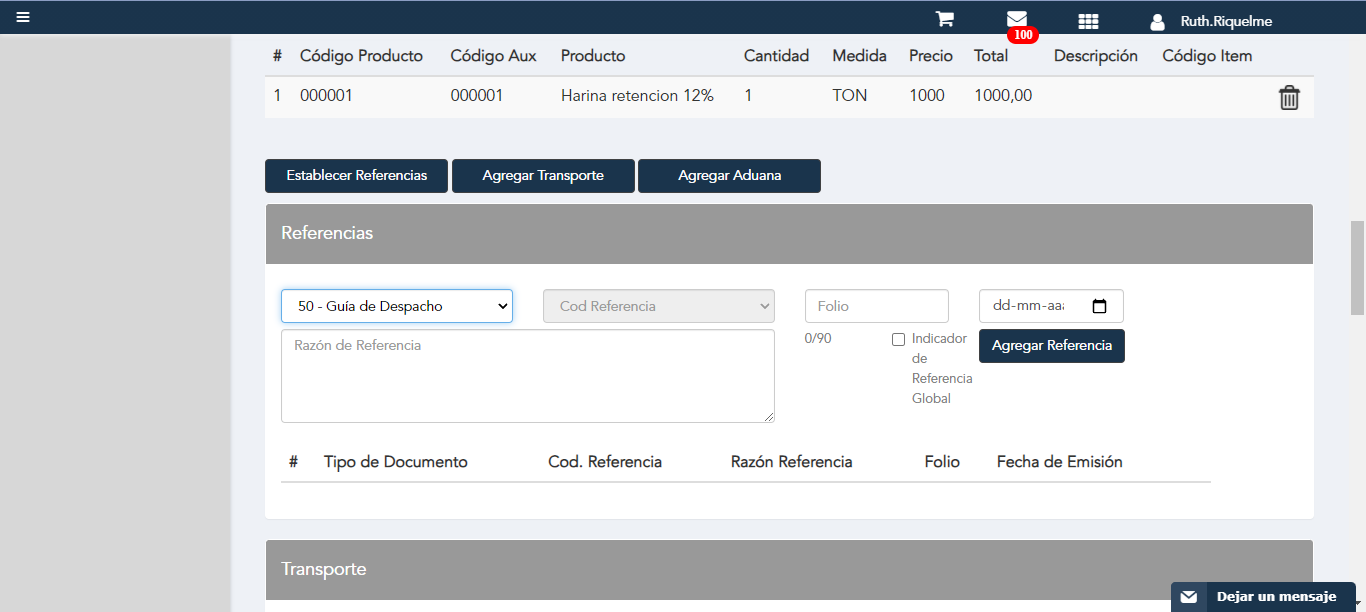 Ruth.Riquelme
100
# Código Producto Código Aux Producto Cantidad Medida Precio Total Descripción Código Item
1 000001 000001 Harina retencion 12% 1 TON 1000 1000,00
Establecer Referencias Agregar Transporte Agregar Aduana
Referencias
50 - Guía de Despacho Cod Referencia Folio dd-mm-aa
Razón de Referencia 0/90 Indicador Agregar Referencia
de
Referencia
Global
# Tipo de Documento Cod. Referencia Razón Referencia Folio Fecha de Emisión
Transporte
Dejar un mensaje